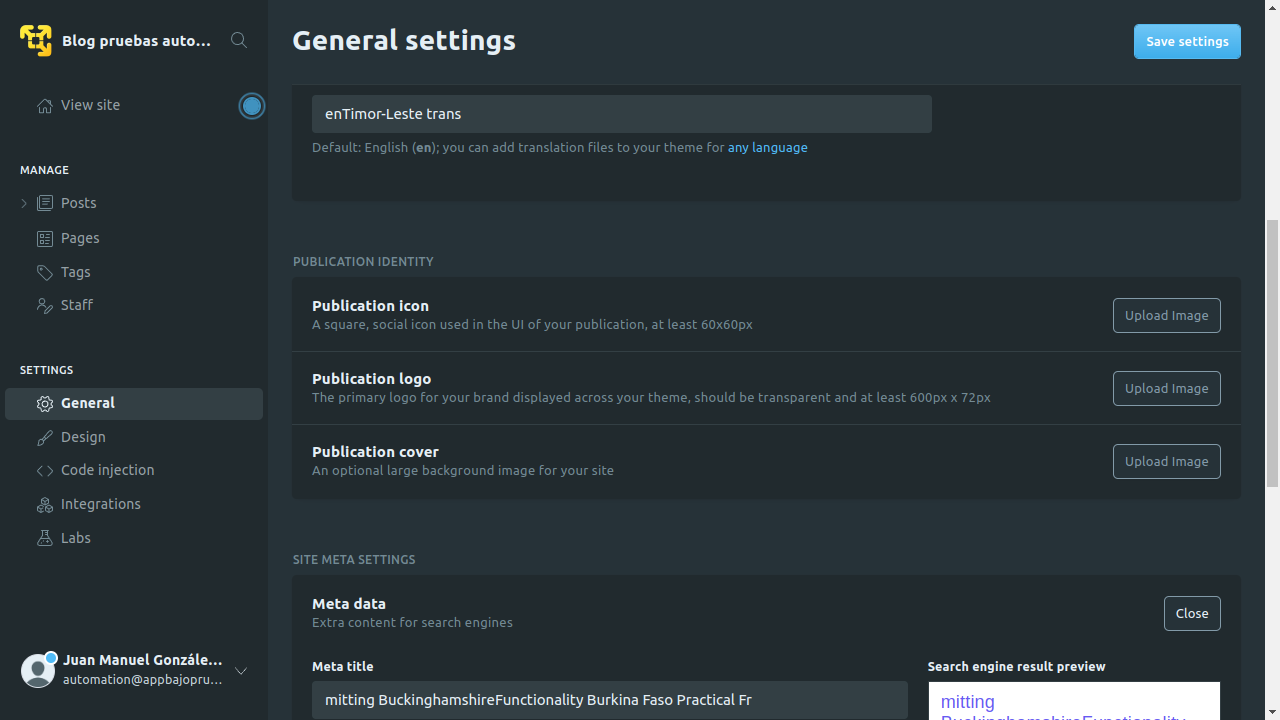 Blog pruebas auto...
General settings
Save settings
View site
enTimor-Leste trans
Default: English (en); you can add translation files to your theme for any language
MANAGE
Posts
Pages
Tags
Staff
PUBLICATION IDENTITY
Publication icon
A square, social icon used in the UI of your publication, at least 60x60px
Upload Image
Publication logo
The primary logo for your brand displayed across your theme, should be transparent and at least 600px x 72px
Upload Image
Publication cover
An optional large background image for your site
Upload Image
SETTINGS
General
Design
Code injection
Integrations
Labs
SITE META SETTINGS
Meta data
Extra content for search engines
Close
Meta title
mitting BuckinghamshireFunctionality Burkina Faso Practical Fr
Search engine result preview
mitting
BuckinghamshireFunctionality
Juan Manuel Gonzále...
automation@appbajopru...